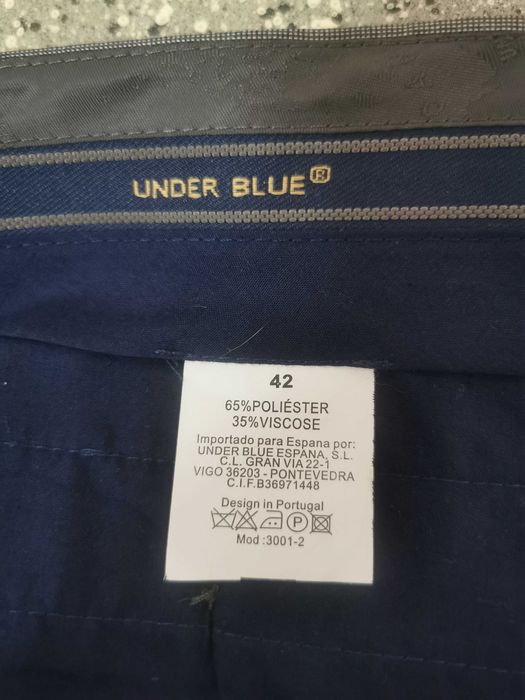 UNDER BLUE®
42
65%POLIÉSTER
35%VISCOSE
Importado para Espana por:
UNDER BLUE ESPANA, S.L.
C.L. GRAN VIA 22-1
VIGO 36203 - PONTEVEDRA
C.I.F.B36971448
Design in Portugal
P
Mod :3001-2